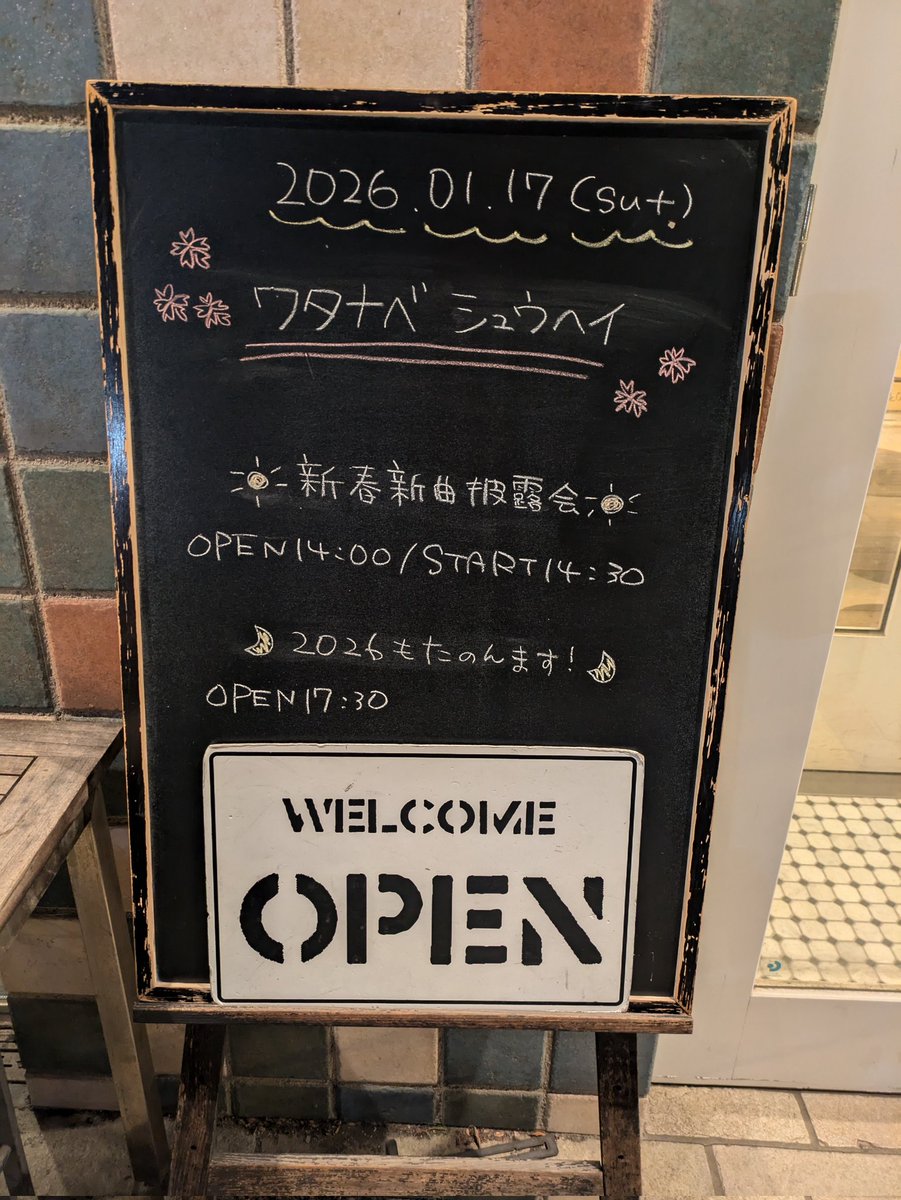 2026.01.17(sat)
ワタナベ シュウヘイ
新春新曲披露会
OPEN14:00/START14:30
2026もたのんます!
OPEN17:30
WELCOME
OPEN